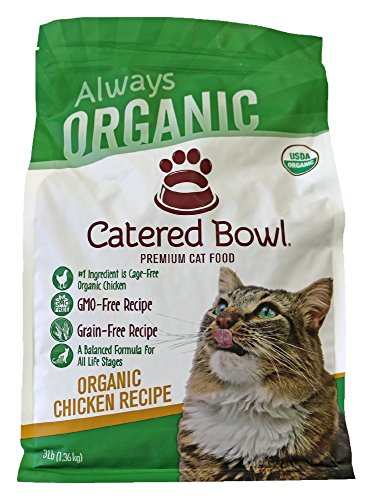 Always
ORGANIC
USDA
ORGANIC
Catered Bowl®
PREMIUM CAT FOOD
#1 Ingredient is Cage-Free
Organic Chicken
GMO-Free Recipe
Grain-Free Recipe
A Balanced Formula for
All Life Stages
ORGANIC
CHICKEN RECIPE
3Lb (1.36kg)